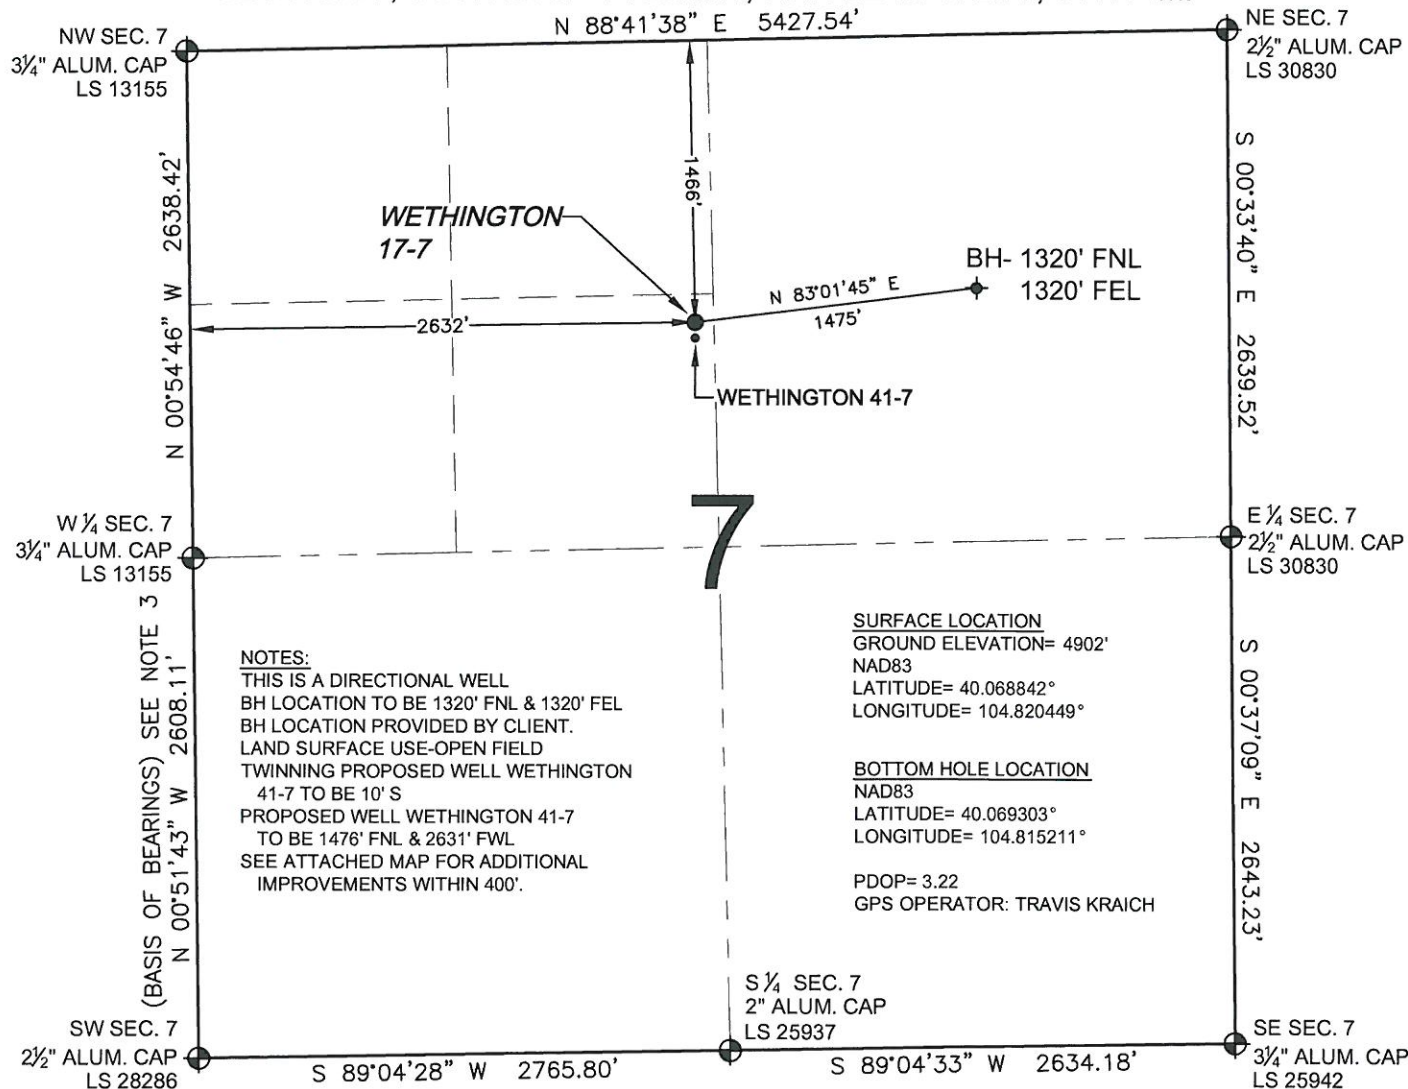 N 88°41'38" E 5427.54'
NW SEC. 7
3¼" ALUM. CAP
LS 13155
NE SEC. 7
2½" ALUM. CAP
LS 30830
N 00°54'46" W 2638.42'
1466'
S 00°33'40" E 2639.52'
WETHINGTON
17-7
BH- 1320' FNL
1320' FEL
N 83°01'45" E
1475'
2632'
WETHINGTON 41-7
7
W ¼ SEC. 7
3¼" ALUM. CAP
LS 13155
E ¼ SEC. 7
2½" ALUM. CAP
LS 30830
(BASIS OF BEARINGS) SEE NOTE 3
N 00°51'43" W 2608.11'
NOTES:
THIS IS A DIRECTIONAL WELL
BH LOCATION TO BE 1320' FNL & 1320' FEL
BH LOCATION PROVIDED BY CLIENT.
LAND SURFACE USE-OPEN FIELD
TWINNING PROPOSED WELL WETHINGTON
41-7 TO BE 10' S
PROPOSED WELL WETHINGTON 41-7
TO BE 1476' FNL & 2631' FWL
SEE ATTACHED MAP FOR ADDITIONAL
IMPROVEMENTS WITHIN 400'.
SURFACE LOCATION
GROUND ELEVATION= 4902'
NAD83
LATITUDE= 40.068842°
LONGITUDE= 104.820449°
BOTTOM HOLE LOCATION
NAD83
LATITUDE= 40.069303°
LONGITUDE= 104.815211°
PDOP= 3.22
GPS OPERATOR: TRAVIS KRAICH
S 00°37'09" E 2643.23'
SW SEC. 7
2½" ALUM. CAP
LS 28286
S 89°04'28" W 2765.80'
S ¼ SEC. 7
2" ALUM. CAP
LS 25937
S 89°04'33" W 2634.18'
SE SEC. 7
3¼" ALUM. CAP
LS 25942